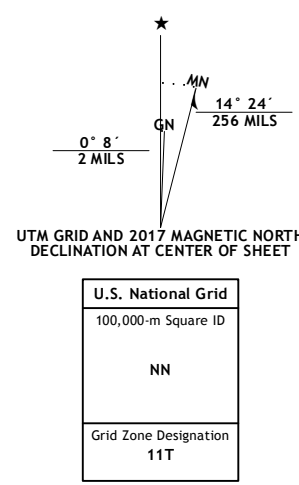 ★
MN
GN
14° 24´
256 MILS
0° 8´
2 MILS
UTM GRID AND 2017 MAGNETIC NORTH
DECLINATION AT CENTER OF SHEET
U.S. National Grid
100,000-m Square ID
NN
Grid Zone Designation
11T